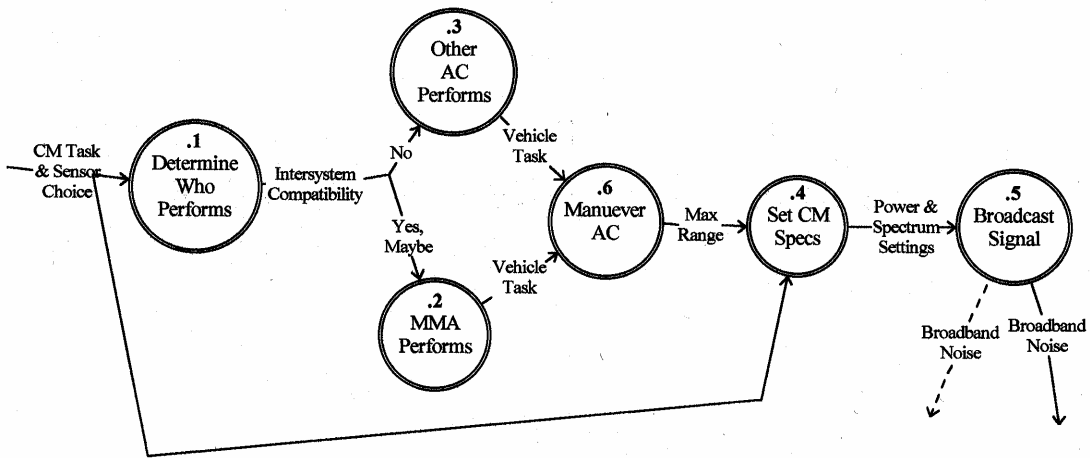 CM Task
& Sensor
Choice
.1
Determine
Who
Performs
Intersystem
Compatibility
No
Yes,
Maybe
.3
Other
AC
Performs
.2
MMA
Performs
Vehicle
Task
Vehicle
Task
.6
Manuever
AC
Max
Range
.4
Set CM
Specs
Power &
Spectrum
Settings
.5
Broadcast
Signal
Broadband
Noise
Broadband
Noise